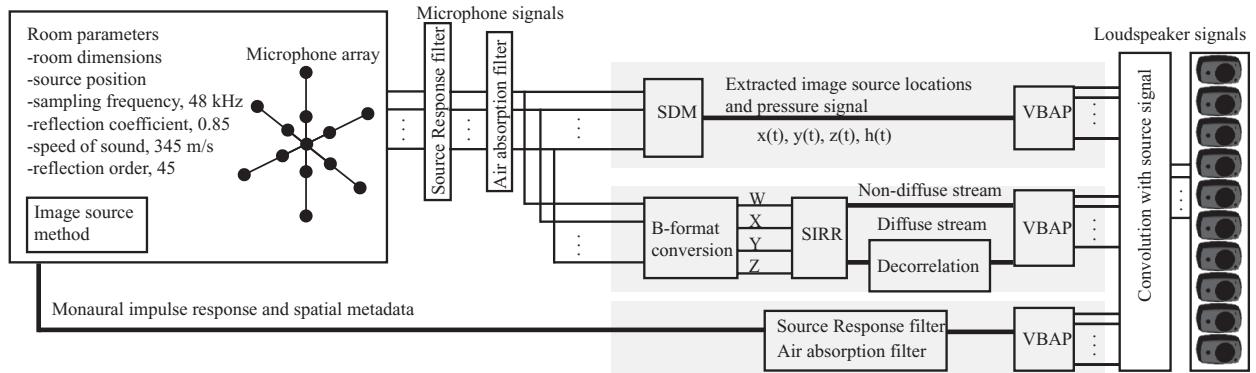 Room parameters
-room dimensions
-source position
-sampling frequency, 48 kHz
-reflection coefficient, 0.85
-speed of sound, 345 m/s
-reflection order, 45
Image source
method
Microphone array
Microphone signals
Source Response filter
Air absorption filter
SDM
Extracted image source locations
and pressure signal
x(t), y(t), z(t), h(t)
VBAP
B-format
conversion
W
X
Y
Z
SIRR
Non-diffuse stream
Diffuse stream
Decorrelation
VBAP
Monaural impulse response and spatial metadata
Source Response filter
Air absorption filter
VBAP
Convolution with source signal
Loudspeaker signals